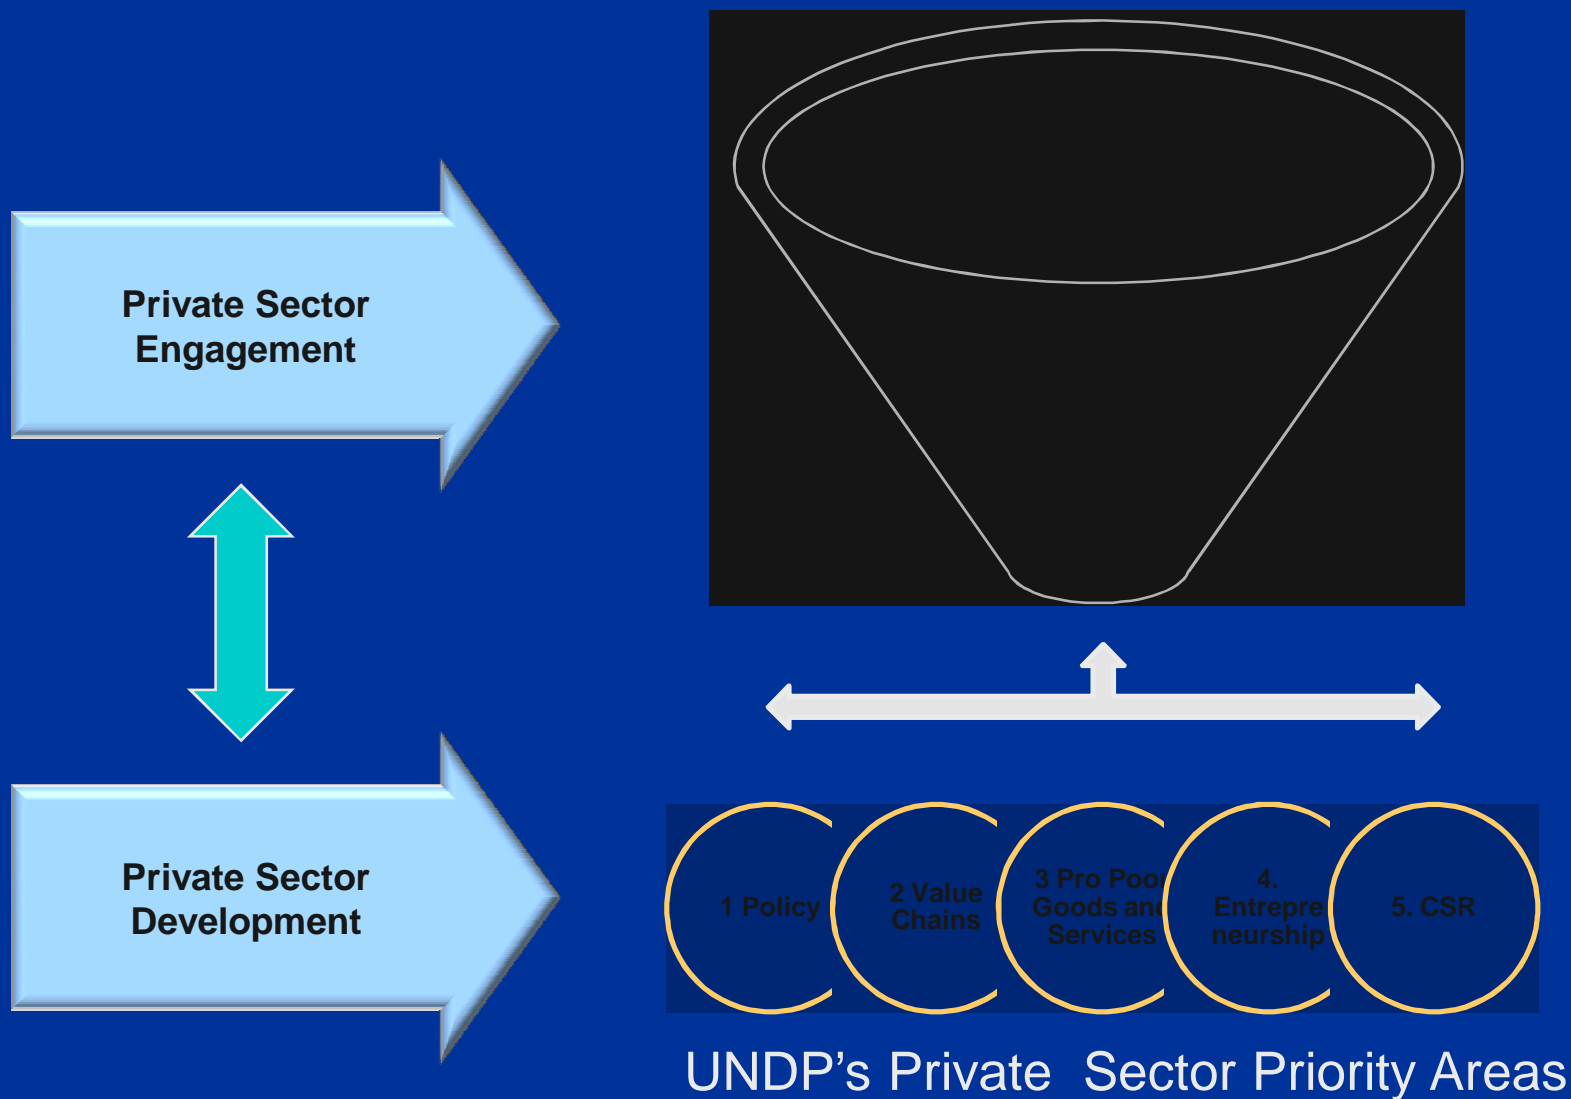 Private Sector
Engagement
Private Sector
Development
1 Policy
2 Value
Chains
3 Pro Poor
Goods and
Services
4.
Entrepre
neurship
5. CSR
UNDP's Private  Sector Priority Areas